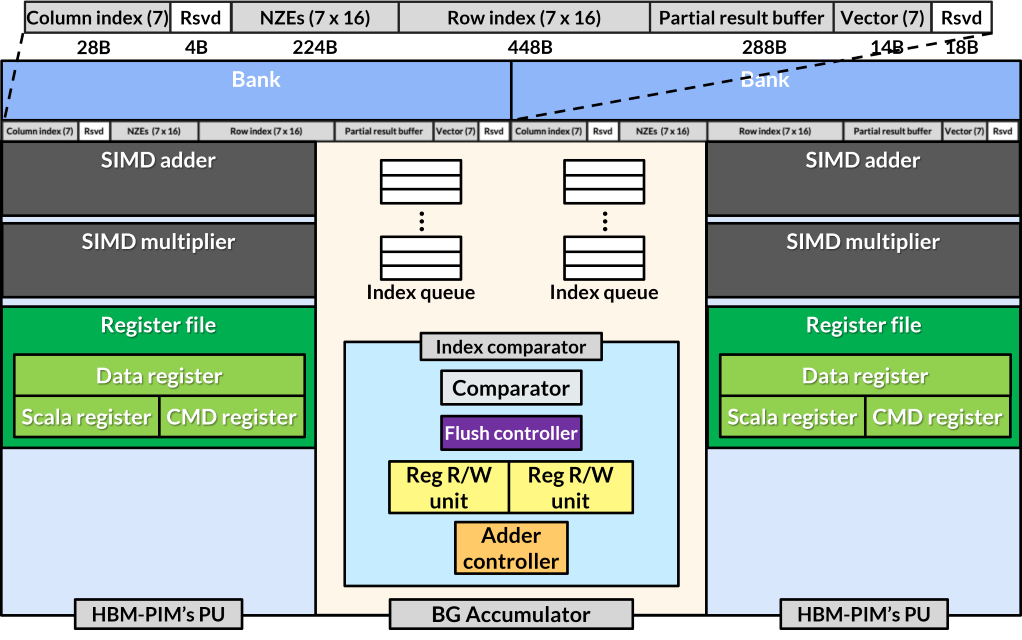 Column index (7) Rsvd NZEs (7 x 16) Row index (7 x 16) Partial result buffer Vector (7) Rsvd
28B 4B 224B 448B 288B 14B 18B
Bank Bank
Column index (7) Rsvd NZEs (7 x 16) Row index (7 x 16) Partial result buffer Vector (7) Rsvd Column index (7) Rsvd NZEs (7 x 16) Row index (7 x 16) Partial result buffer Vector (7) Rsvd
SIMD adder
SIMD multiplier
Register file
Data register
Scala register CMD register
HBM-PIM's PU
Index queue Index queue
Index comparator
Comparator
Flush controller
Reg R/W
unit
Reg R/W
unit
Adder
controller
BG Accumulator
SIMD adder
SIMD multiplier
Register file
Data register
Scala register CMD register
HBM-PIM's PU